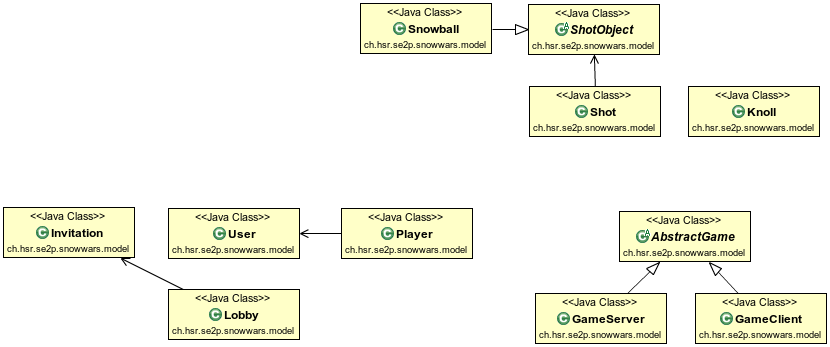 <<Java Class>>
Snowball
ch.hsr.se2p.snowwars.model
<<Java Class>>
ShotObject
ch.hsr.se2p.snowwars.model
<<Java Class>>
Shot
ch.hsr.se2p.snowwars.model
<<Java Class>>
Knoll
ch.hsr.se2p.snowwars.model
<<Java Class>>
Invitation
ch.hsr.se2p.snowwars.model
<<Java Class>>
User
ch.hsr.se2p.snowwars.model
<<Java Class>>
Player
ch.hsr.se2p.snowwars.model
<<Java Class>>
AbstractGame
ch.hsr.se2p.snowwars.model
<<Java Class>>
Lobby
ch.hsr.se2p.snowwars.model
<<Java Class>>
GameServer
ch.hsr.se2p.snowwars.model
<<Java Class>>
GameClient
ch.hsr.se2p.snowwars.model